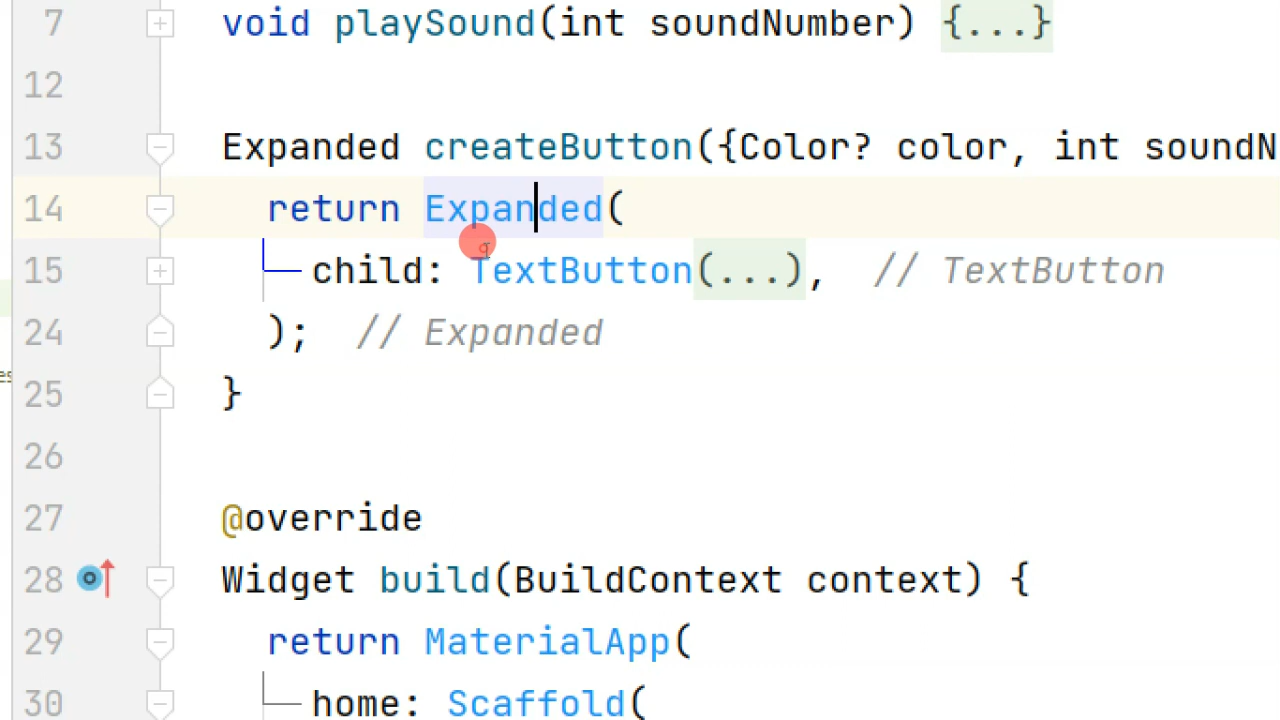 7 void playSound(int soundNumber) {...}
12
13 Expanded createButton({Color? color, int soundN
14 return Expanded(
15 child: TextButton(...), // TextButton
24 ); // Expanded
25 }
26
27 @override
28 Widget build(BuildContext context) {
29 return MaterialApp(
30 home: Scaffold(